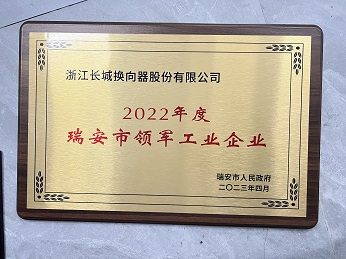 浙江长城换向器股份有限公司
2022年度
瑞安市领军工业企业
瑞安市人民政府
二〇二三年四月